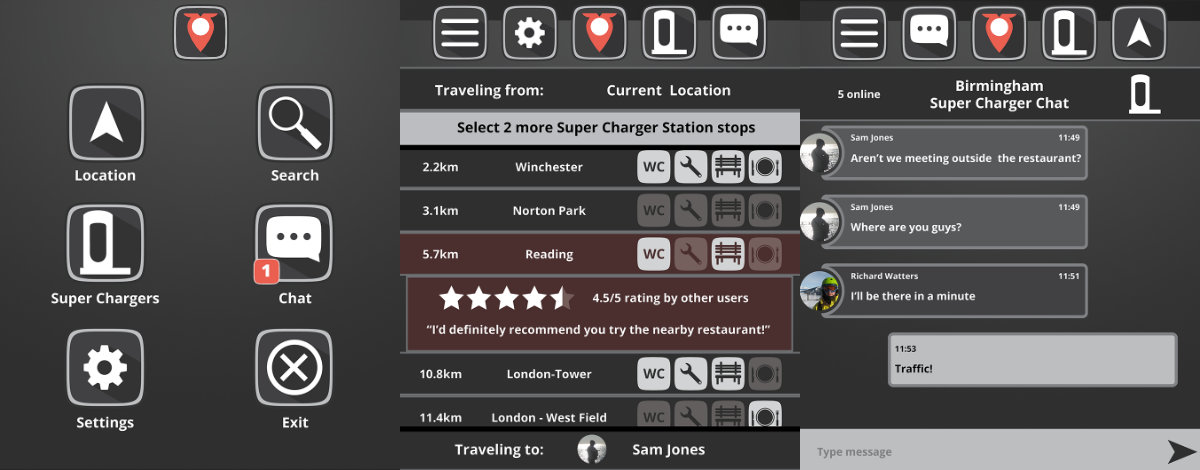 Location
Search
Super Chargers
1
Chat
Settings
Exit
Traveling from: Current Location
Select 2 more Super Charger Station stops
2.2km Winchester WC
3.1km Norton Park WC
5.7km Reading WC
4.5/5 rating by other users
“I’d definitely recommend you try the nearby restaurant!”
10.8km London-Tower WC
11.4km London - West Field WC
Traveling to: Sam Jones
5 online
Birmingham
Super Charger Chat
Sam Jones 11:49
Aren’t we meeting outside the restaurant?
Sam Jones 11:49
Where are you guys?
Richard Watters 11:51
I’ll be there in a minute
11:53
Traffic!
Type message